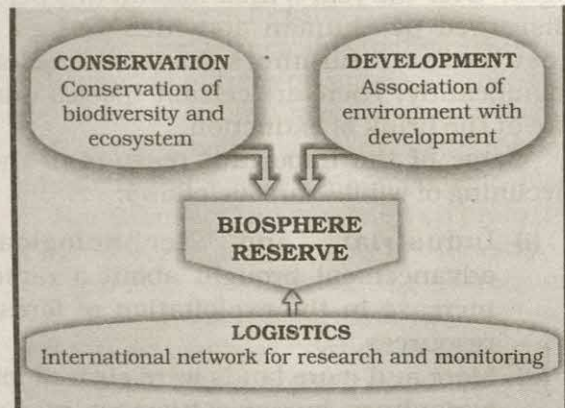 CONSERVATION
Conservation of
biodiversity and
ecosystem
DEVELOPMENT
Association of
environment with
development
BIOSPHERE
RESERVE
LOGISTICS
International network for research and monitoring